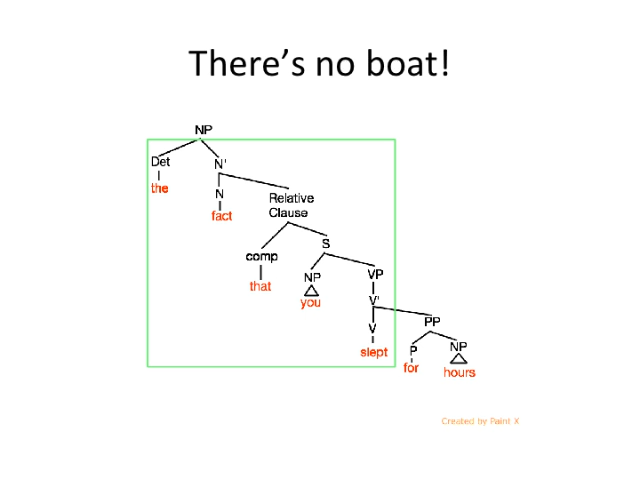 There's no boat!
NP
Det N'
the
N Relative
fact Clause
comp S
that NP VP
you V'
V PP
slept P NP
for hours
Created by Paint X